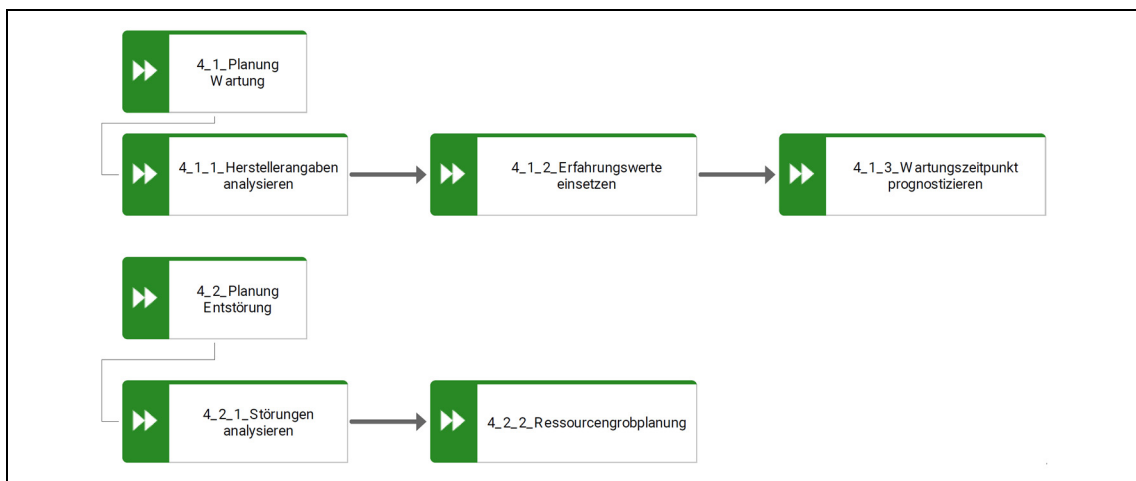 4_1_Planung
Wartung
4_1_1_Herstellerangaben
analysieren
4_1_2_Erfahrungswerte
einsetzen
4_1_3_Wartungszeitpunkt
prognostizieren
4_2_Planung
Entstörung
4_2_1_Störungen
analysieren
4_2_2_Ressourcengrobplanung